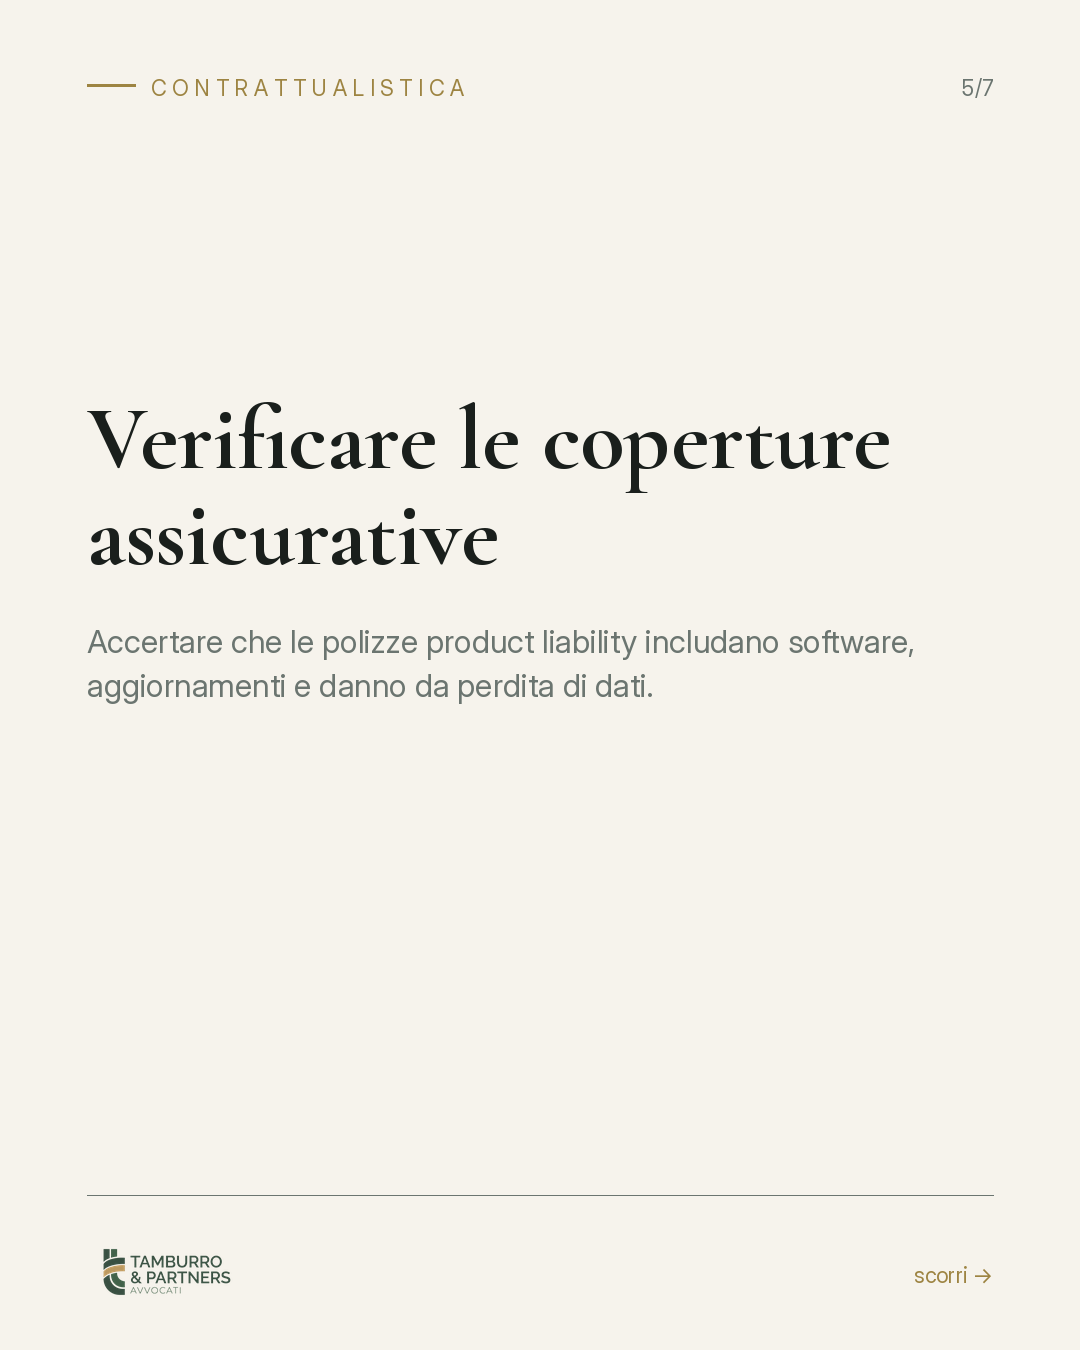 CONTRATTUALISTICA
5/7
Verificare le coperture
assicurative
Accertare che le polizze product liability includano software,
aggiornamenti e danno da perdita di dati.
TAMBURRO
& PARTNERS
AVVOCATI
scorri →